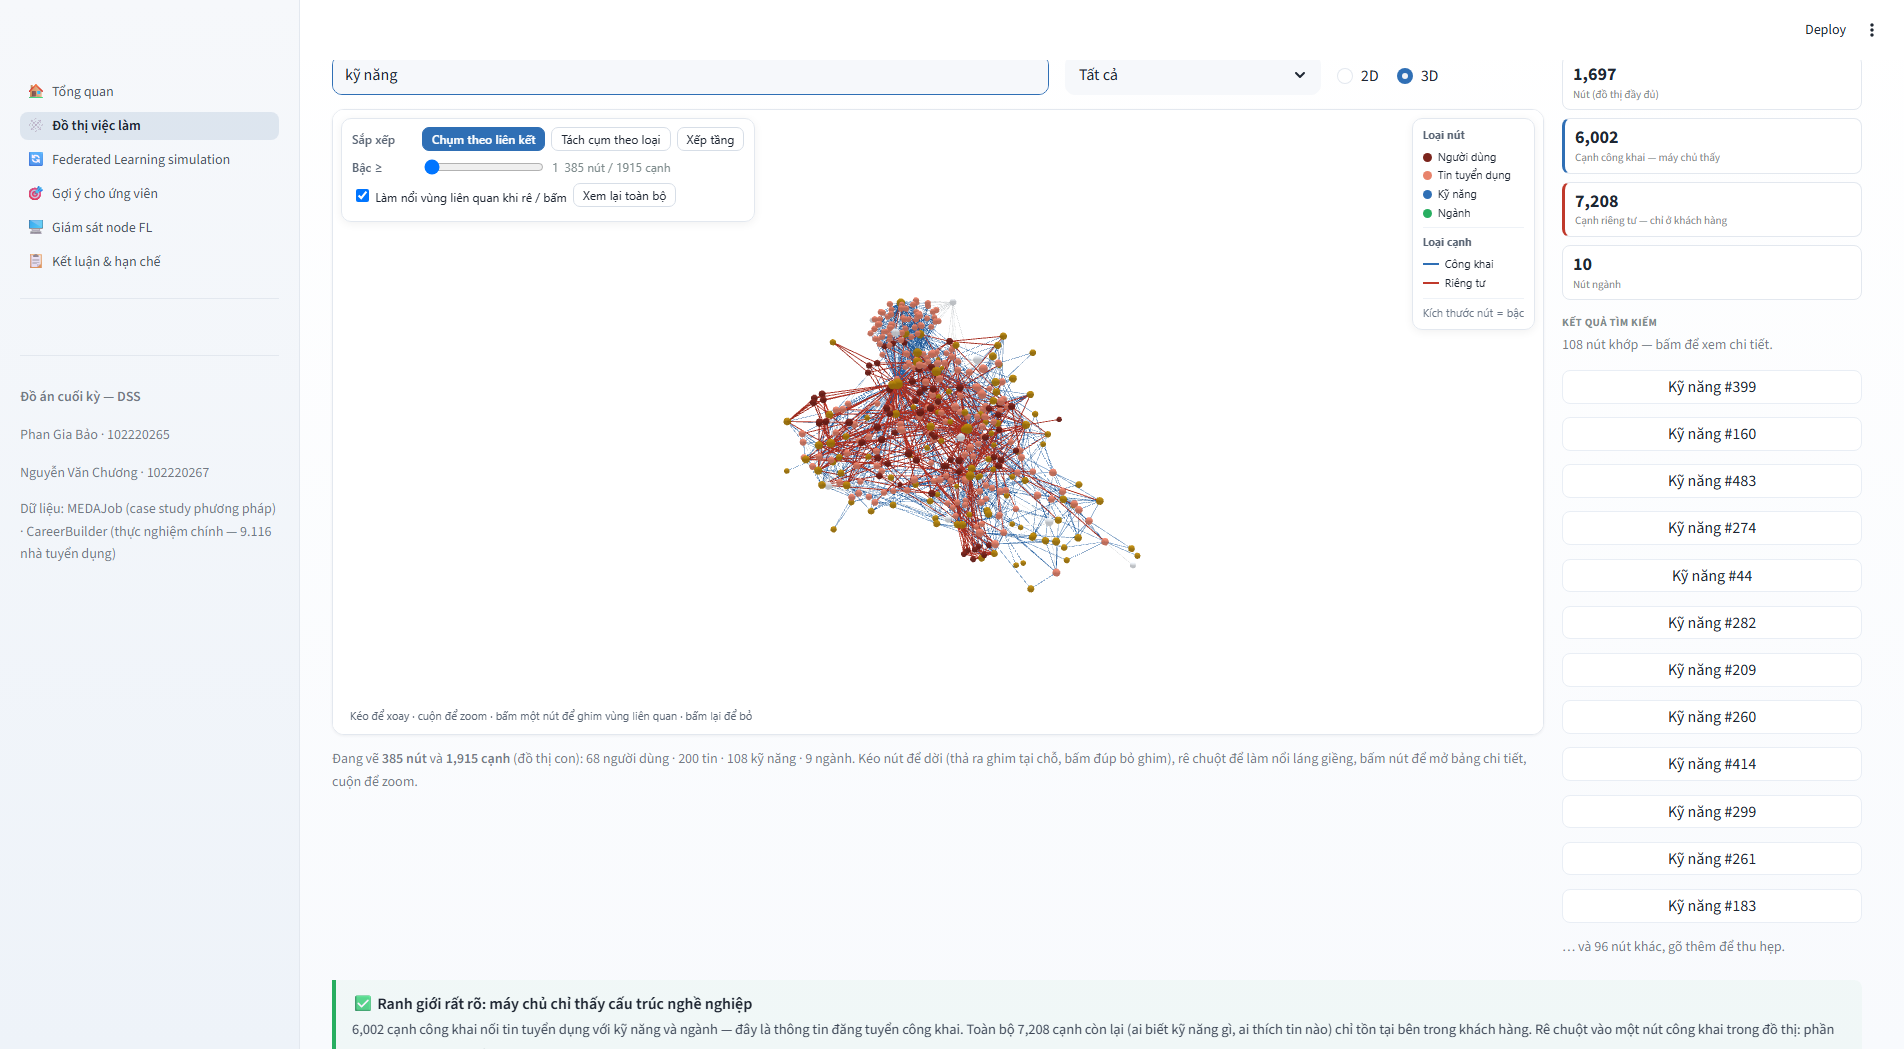 Deploy
Tổng quan
Đồ thị việc làm
Federated Learning simulation
Gợi ý cho ứng viên
Giám sát node FL
Kết luận & hạn chế
Đồ án cuối kỳ — DSS
Phan Gia Bảo · 102220265
Nguyễn Văn Chương · 102220267
Dữ liệu: MEDAJob (case study phương pháp)
· CareerBuilder (thực nghiệm chính — 9.116
nhà tuyển dụng)
kỹ năng
Tất cả
2D
3D
Sắp xếp
Chụm theo liên kết
Tách cụm theo loại
Xếp tầng
Bậc ≥
1 385 nút / 1915 cạnh
Làm nổi vùng liên quan khi rê / bấm
Xem lại toàn bộ
Loại nút
Người dùng
Tin tuyển dụng
Kỹ năng
Ngành
Loại cạnh
Công khai
Riêng tư
Kích thước nút = bậc
Kéo để xoay · cuộn để zoom · bấm một nút để ghim vùng liên quan · bấm lại để bỏ
Đang vẽ 385 nút và 1,915 cạnh (đồ thị con): 68 người dùng · 200 tin · 108 kỹ năng · 9 ngành. Kéo nút để dời (thả ra ghim tại chỗ, bấm đúp bỏ ghim), rê chuột để làm nổi láng giềng, bấm nút để mở bảng chi tiết,
cuộn để zoom.
1,697
Nút (đồ thị đầy đủ)
6,002
Cạnh công khai — máy chủ thấy
7,208
Cạnh riêng tư — chỉ ở khách hàng
10
Nút ngành
KẾT QUẢ TÌM KIẾM
108 nút khớp — bấm để xem chi tiết.
Kỹ năng #399
Kỹ năng #160
Kỹ năng #483
Kỹ năng #274
Kỹ năng #44
Kỹ năng #282
Kỹ năng #209
Kỹ năng #260
Kỹ năng #414
Kỹ năng #299
Kỹ năng #261
Kỹ năng #183
… và 96 nút khác, gõ thêm để thu hẹp.
Ranh giới rất rõ: máy chủ chỉ thấy cấu trúc nghề nghiệp
6,002 cạnh công khai nối tin tuyển dụng với kỹ năng và ngành — đây là thông tin đăng tuyển công khai. Toàn bộ 7,208 cạnh còn lại (ai biết kỹ năng gì, ai thích tin nào) chỉ tồn tại bên trong khách hàng. Rê chuột vào một nút công khai trong đồ thị: phần